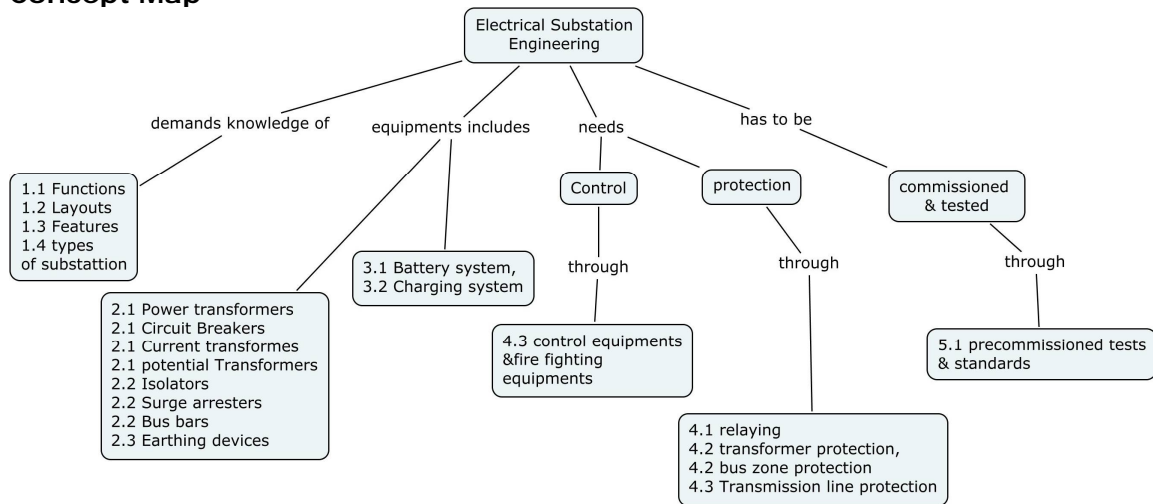 Concept Map
Electrical Substation
Engineering
demands knowledge of
equipments includes
needs
has to be
1.1 Functions
1.2 Layouts
1.3 Features
1.4 types
of substattion
Control
protection
commissioned
& tested
3.1 Battery system,
3.2 Charging system
through
through
through
2.1 Power transformers
2.1 Circuit Breakers
2.1 Current transformes
2.1 potential Transformers
2.2 Isolators
2.2 Surge arresters
2.2 Bus bars
2.3 Earthing devices
4.3 control equipments
&fire fighting
equipments
5.1 precommissioned tests
& standards
4.1 relaying
4.2 transformer protection,
4.2 bus zone protection
4.3 Transmission line protection